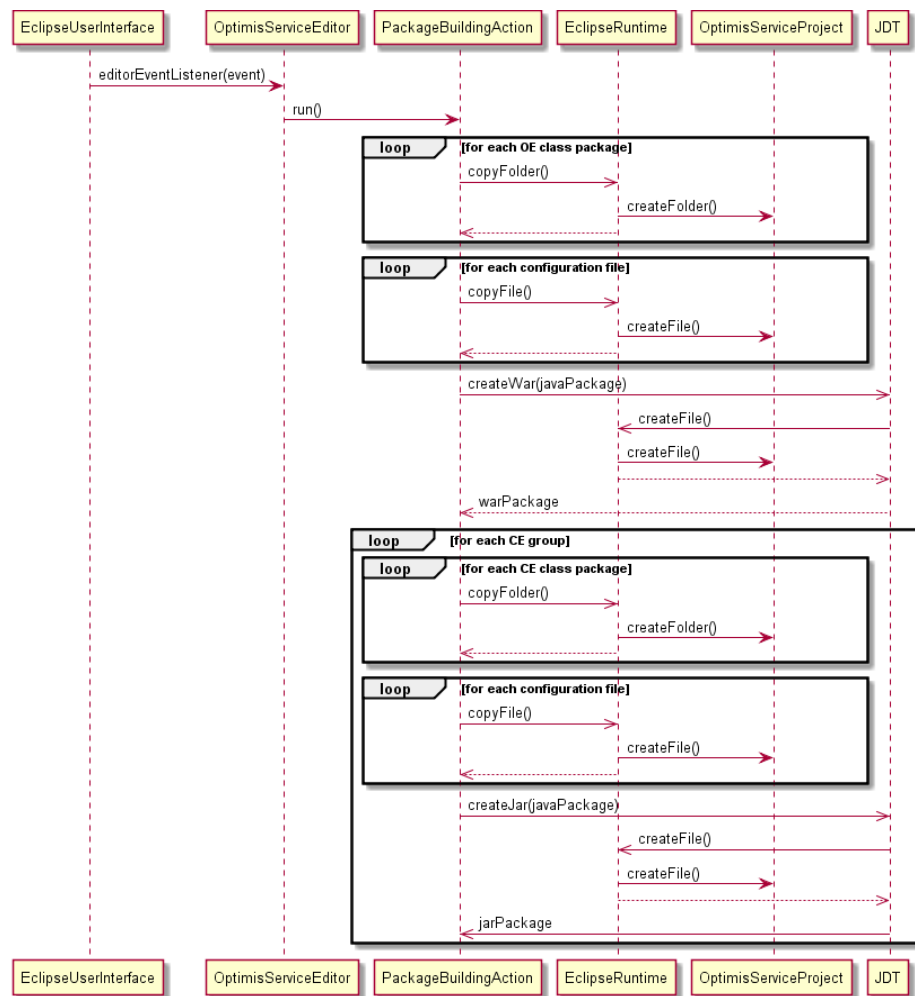 EclipseUserInterface OptimisServiceEditor PackageBuildingAction EclipseRuntime OptimisServiceProject JDT
editorEventListener(event)
run()
loop [for each OE class package]
copyFolder()
createFolder()
loop [for each configuration file]
copyFile()
createFile()
createWar(javaPackage)
createFile()
createFile()
warPackage
loop [for each CE group]
loop [for each CE class package]
copyFolder()
createFolder()
loop [for each configuration file]
copyFile()
createFile()
createJar(javaPackage)
createFile()
createFile()
jarPackage
EclipseUserInterface OptimisServiceEditor PackageBuildingAction EclipseRuntime OptimisServiceProject JDT